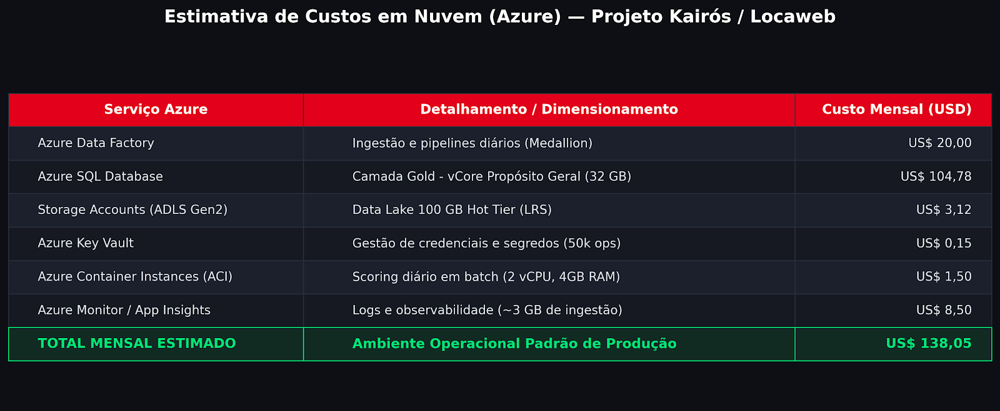 Estimativa de Custos em Nuvem (Azure) — Projeto Kairós / Locaweb
Serviço Azure Detalhamento / Dimensionamento Custo Mensal (USD)
Azure Data Factory Ingestão e pipelines diários (Medallion) US$ 20,00
Azure SQL Database Camada Gold - vCore Propósito Geral (32 GB) US$ 104,78
Storage Accounts (ADLS Gen2) Data Lake 100 GB Hot Tier (LRS) US$ 3,12
Azure Key Vault Gestão de credenciais e segredos (50k ops) US$ 0,15
Azure Container Instances (ACI) Scoring diário em batch (2 vCPU, 4GB RAM) US$ 1,50
Azure Monitor / App Insights Logs e observabilidade (~3 GB de ingestão) US$ 8,50
TOTAL MENSAL ESTIMADO Ambiente Operacional Padrão de Produção US$ 138,05